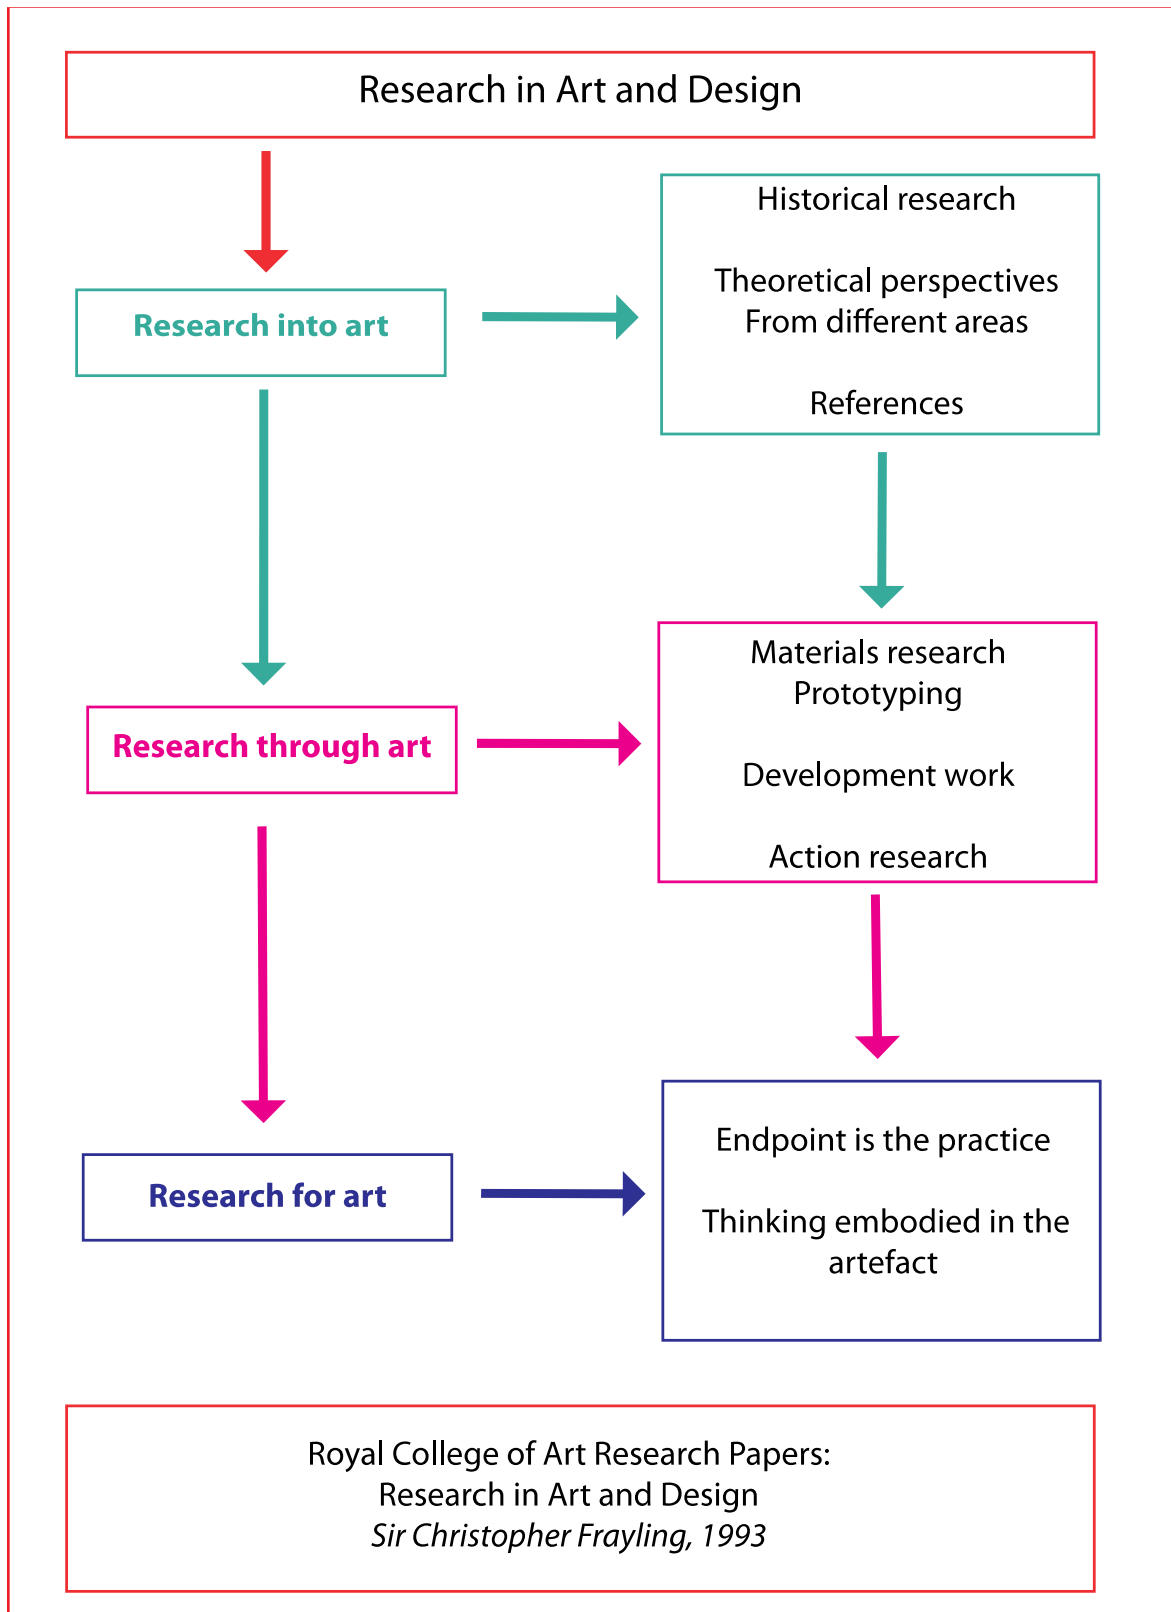 Research in Art and Design
Research into art
Historical research
Theoretical perspectives
From different areas
References
Research through art
Materials research
Prototyping
Development work
Action research
Research for art
Endpoint is the practice
Thinking embodied in the
artefact
Royal College of Art Research Papers:
Research in Art and Design
Sir Christopher Frayling, 1993